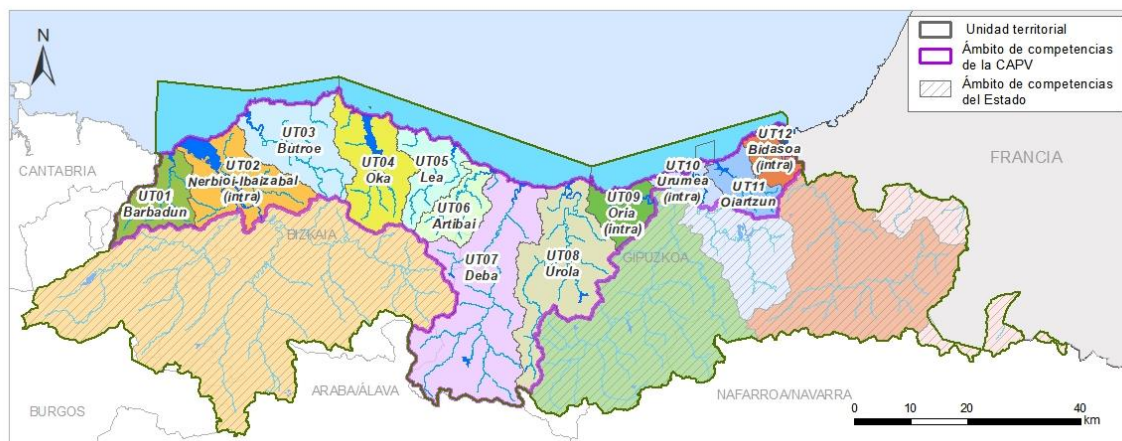 Unidad territorial
Ámbito de competencias
de la CAPV
Ámbito de competencias
del Estado
N
CANTABRIA
FRANCIA
UT01
Barbadun
UT02
Nerbioi-Ibaizabal
(intra)
UT03
Butroe
UT04
Oka
UT05
Lea
UT06
Artibai
UT07
Deba
UT08
Urola
UT09
Oria
(intra)
UT10
Urumea
(intra)
UT11
Oiartzun
UT12
Bidasoa
(intra)
BIZKAIA
GIPUZKOA
ARABA/ÁLAVA
NAFARROA/NAVARRA
BURGOS
0 10 20 40
km